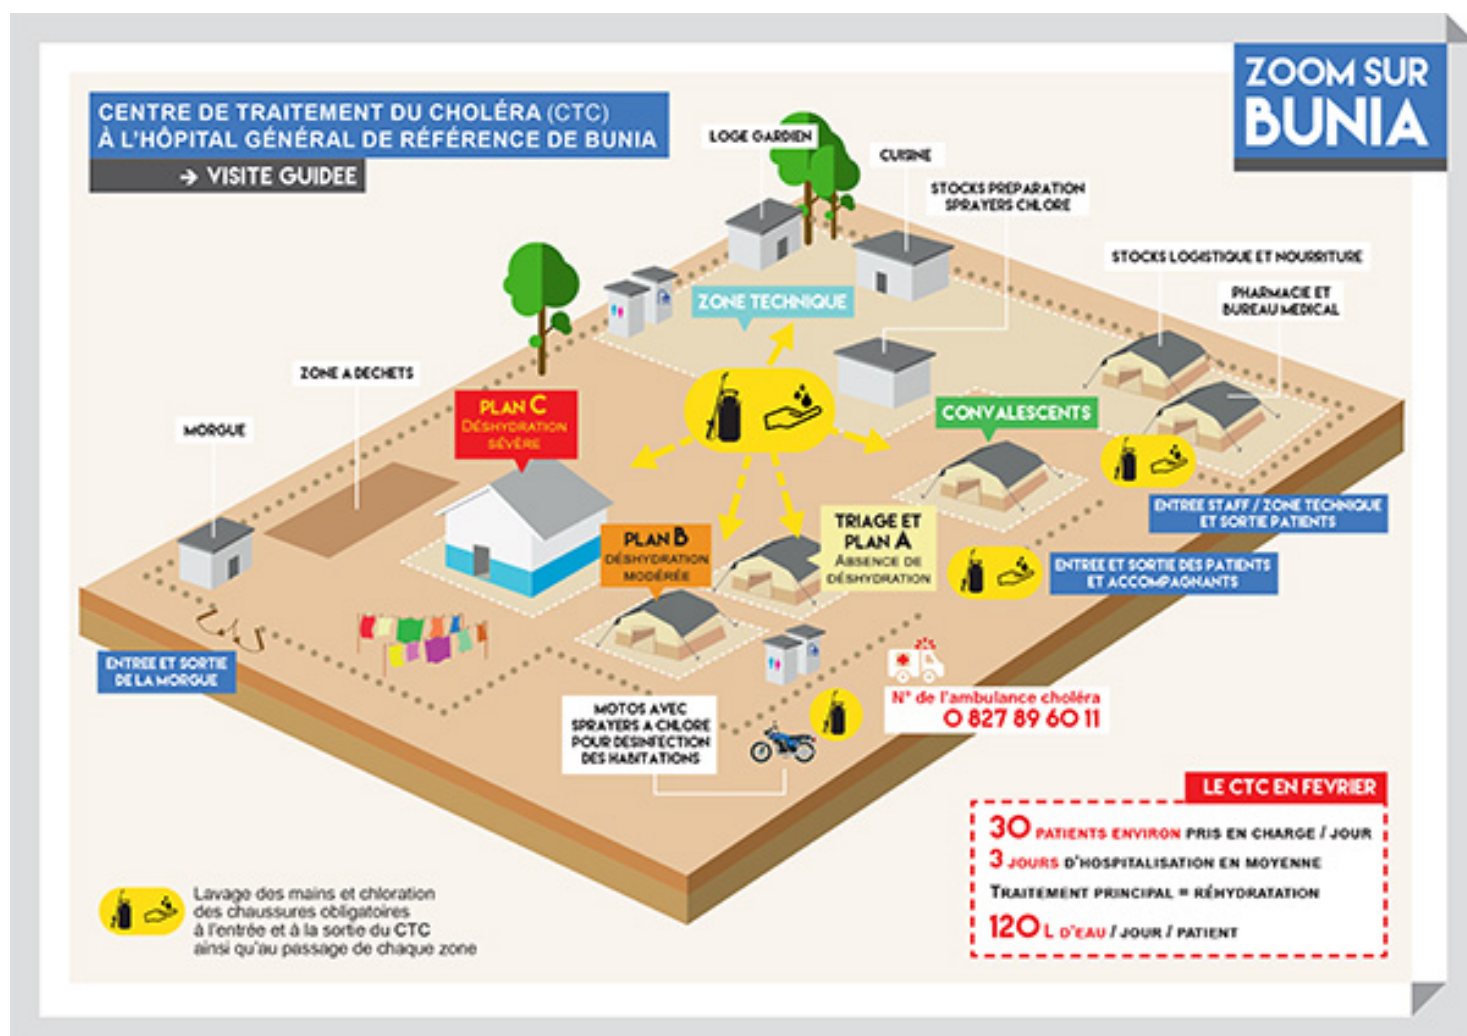 ZOOM SUR
BUNIA
CENTRE DE TRAITEMENT DU CHOLÉRA (CTC)
À L'HÔPITAL GÉNÉRAL DE RÉFÉRENCE DE BUNIA
→ VISITE GUIDEE
LOGE GARDIEN
CUISINE
STOCKS PREPARATION
SPRAYERS CHLORE
STOCKS LOGISTIQUE ET NOURRITURE
PHARMACIE ET
BUREAU MEDICAL
ZONE TECHNIQUE
ZONE A DECHETS
MORGUE
PLAN C
DÉSHYDRATION
SÉVÈRE
CONVALESCENTS
PLAN B
DÉSHYDRATION
MODÉRÉE
TRIAGE ET
PLAN A
ABSENCE DE
DÉSHYDRATION
ENTREE STAFF / ZONE TECHNIQUE
ET SORTIE PATIENTS
ENTREE ET SORTIE DES PATIENTS
ET ACCOMPAGNANTS
ENTREE ET SORTIE
DE LA MORGUE
MOTOS AVEC
SPRAYERS A CHLORE
POUR DESINFECTION
DES HABITATIONS
N° de l'ambulance choléra
0 827 89 60 11
LE CTC EN FEVRIER
30 PATIENTS ENVIRON PRIS EN CHARGE / JOUR
3 JOURS D'HOSPITALISATION EN MOYENNE
TRAITEMENT PRINCIPAL = RÉHYDRATATION
120 L D'EAU / JOUR / PATIENT
Lavage des mains et chloration
des chaussures obligatoires
à l'entrée et à la sortie du CTC
ainsi qu'au passage de chaque zone